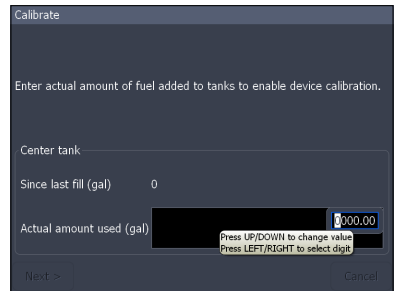 Calibrate
Enter actual amount of fuel added to tanks to enable device calibration.
Center tank
Since last fill (gal) 0
Actual amount used (gal) 0000.00
Press UP/DOWN to change value
Press LEFT/RIGHT to select digit
Next > Cancel